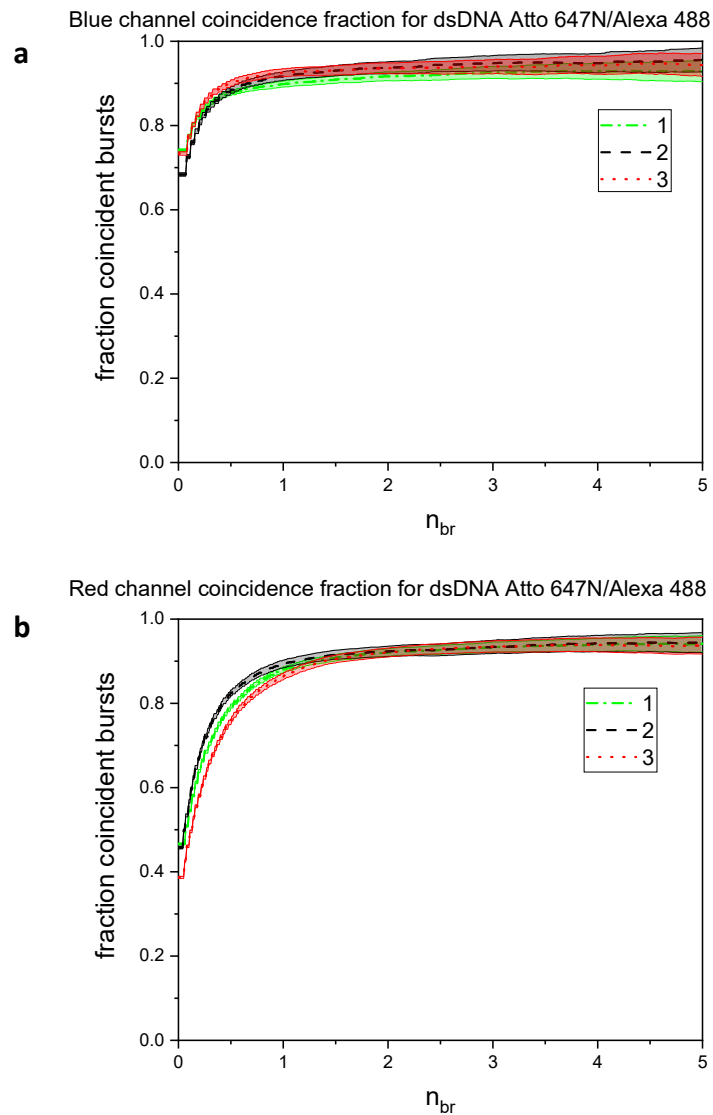 Blue channel coincidence fraction for dsDNA Atto 647N/Alexa 488
a
1.0
0.8
0.6
0.4
0.2
0.0
fraction coincident bursts
1
2
3
0 1 2 3 4 5
n_br
Red channel coincidence fraction for dsDNA Atto 647N/Alexa 488
b
1.0
0.8
0.6
0.4
0.2
0.0
fraction coincident bursts
1
2
3
0 1 2 3 4 5
n_br